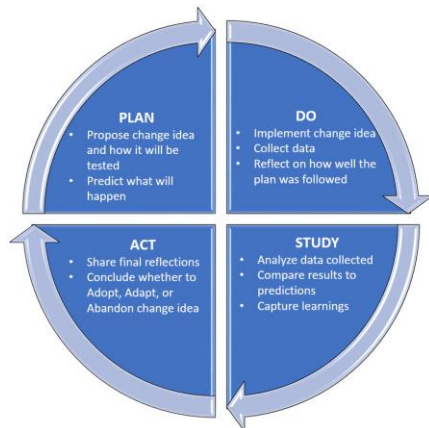 PLAN
• Propose change idea
and how it will be
tested
• Predict what will
happen
DO
• Implement change idea
• Collect data
• Reflect on how well the
plan was followed
ACT
• Share final reflections
• Conclude whether to
Adopt, Adapt, or
Abandon change idea
STUDY
• Analyze data collected
• Compare results to
predictions
• Capture learnings